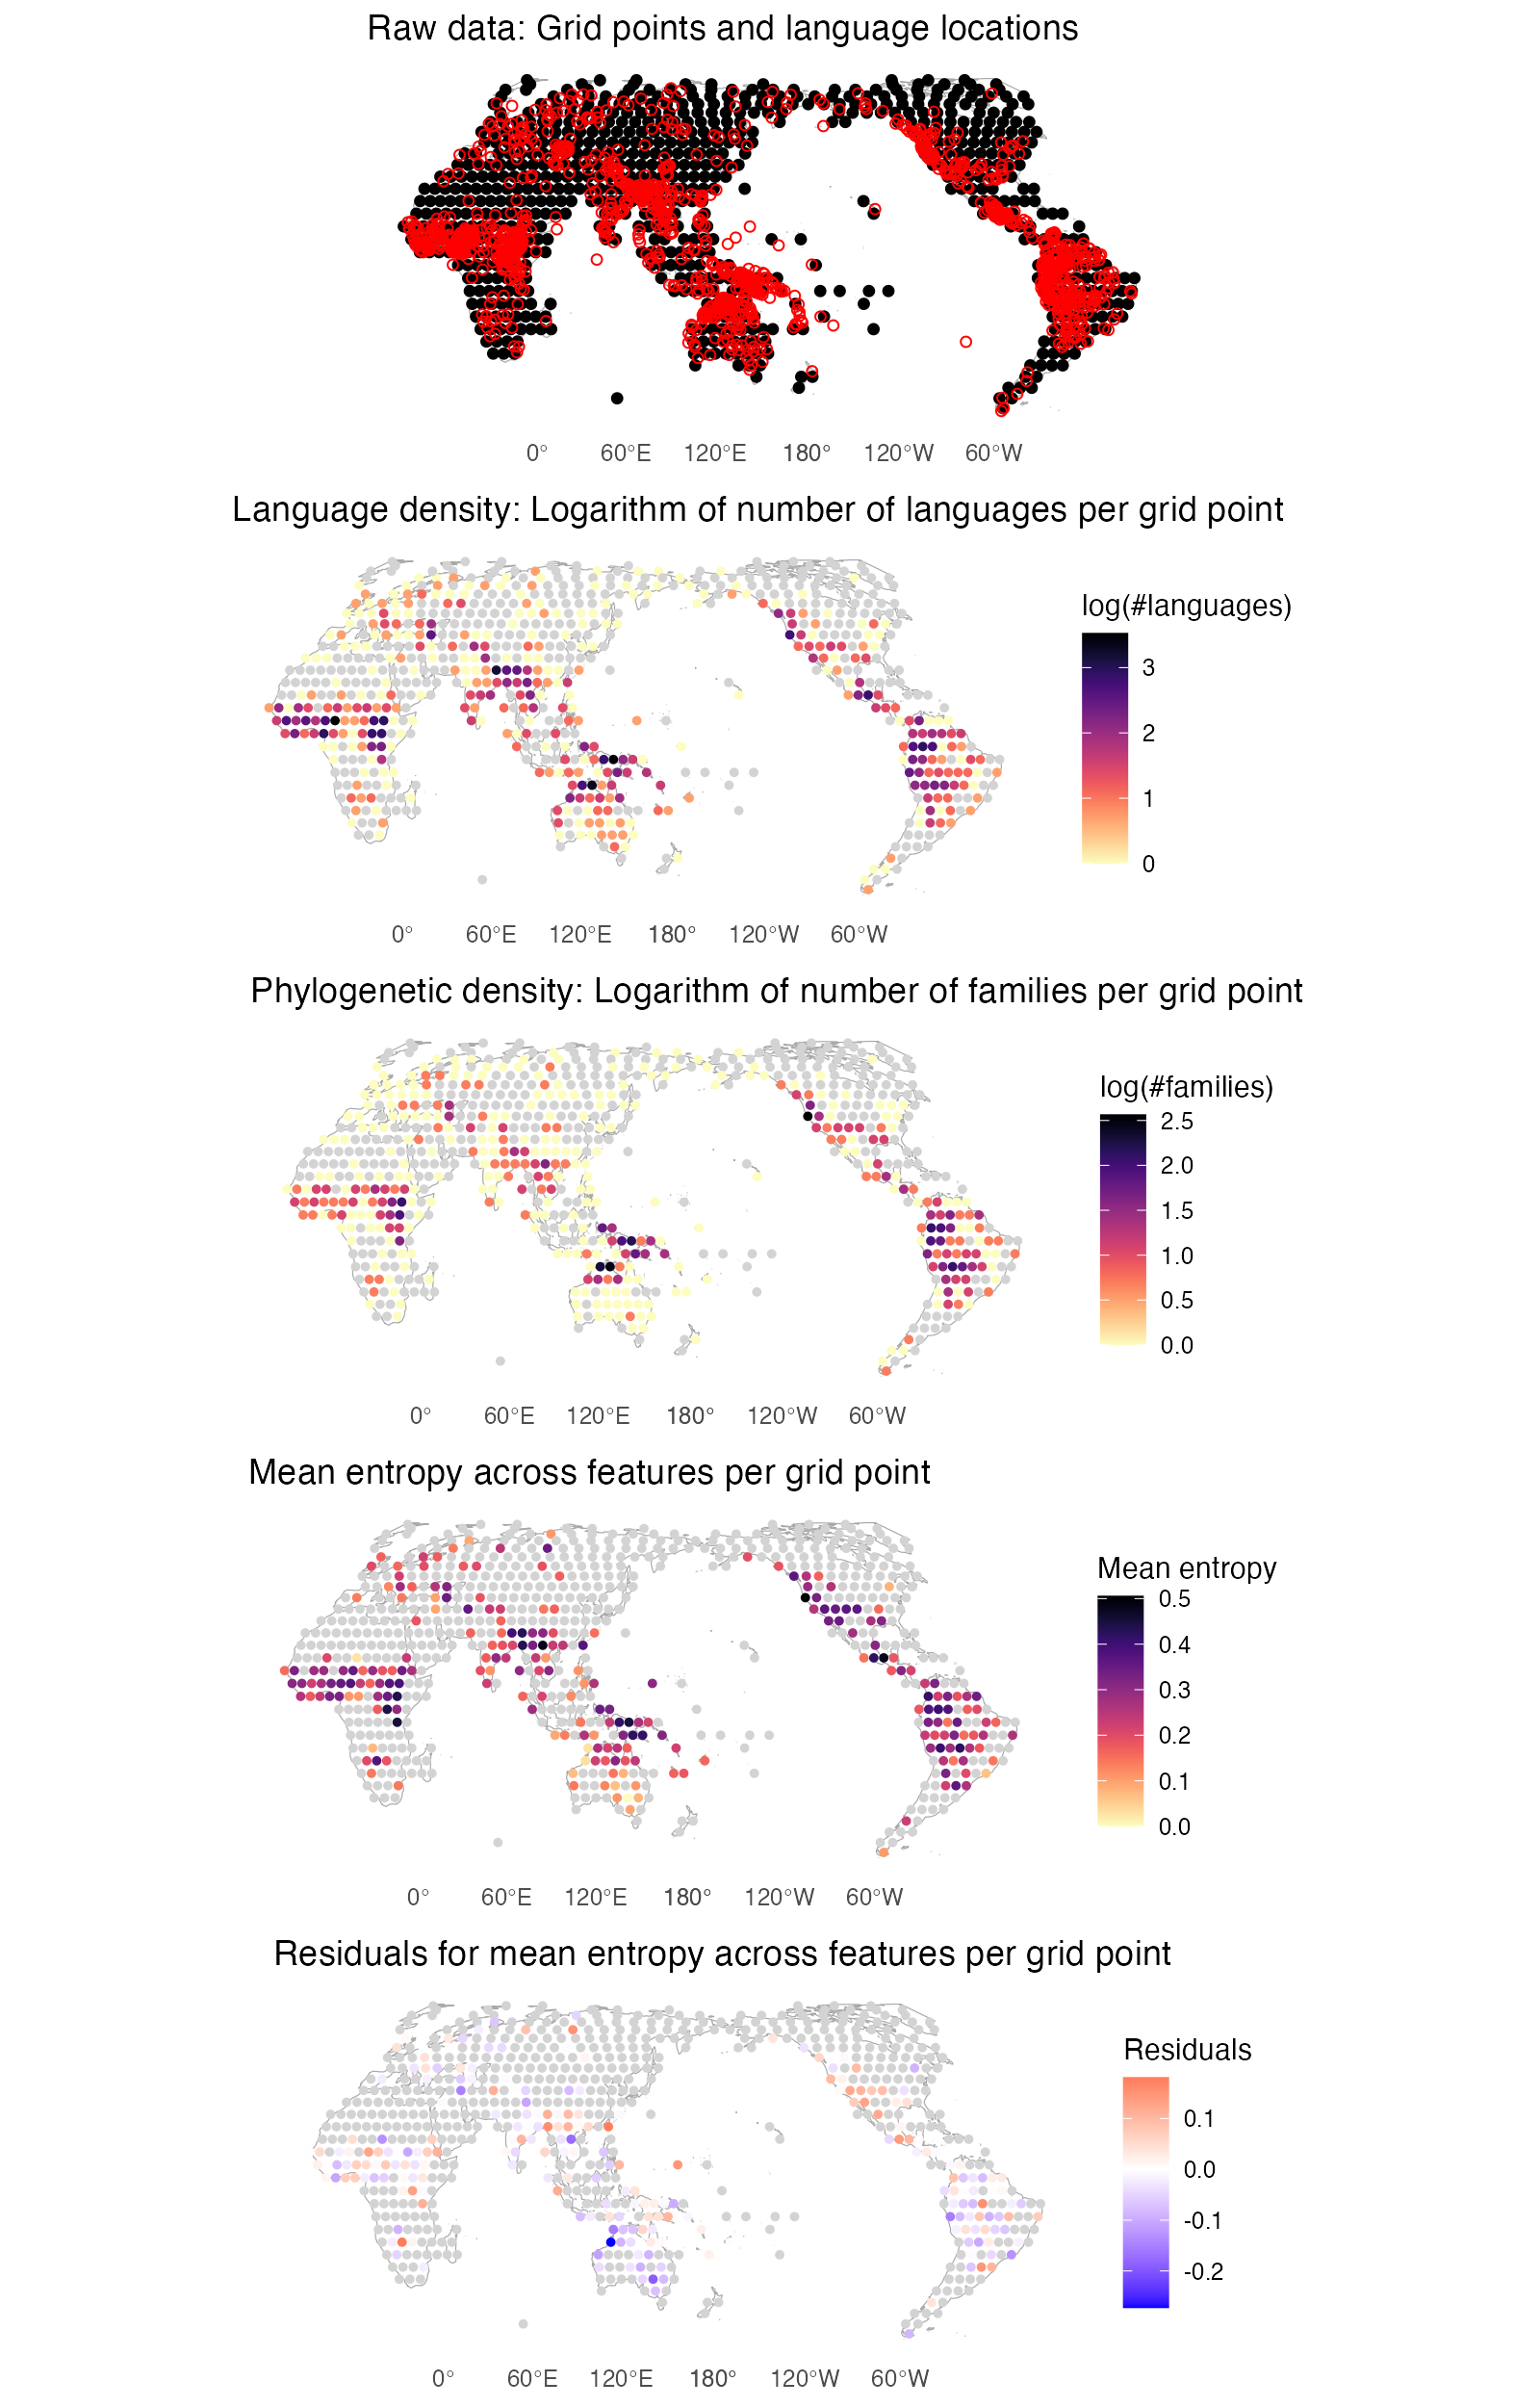 Raw data: Grid points and language locations
0°
60°E
120°E
180°
120°W
60°W
Language density: Logarithm of number of languages per grid point
log(#languages)
3
2
1
0
0°
60°E
120°E
180°
120°W
60°W
Phylogenetic density: Logarithm of number of families per grid point
log(#families)
2.5
2.0
1.5
1.0
0.5
0.0
0°
60°E
120°E
180°
120°W
60°W
Mean entropy across features per grid point
Mean entropy
0.5
0.4
0.3
0.2
0.1
0.0
0°
60°E
120°E
180°
120°W
60°W
Residuals for mean entropy across features per grid point
Residuals
0.1
0.0
-0.1
-0.2
0°
60°E
120°E
180°
120°W
60°W